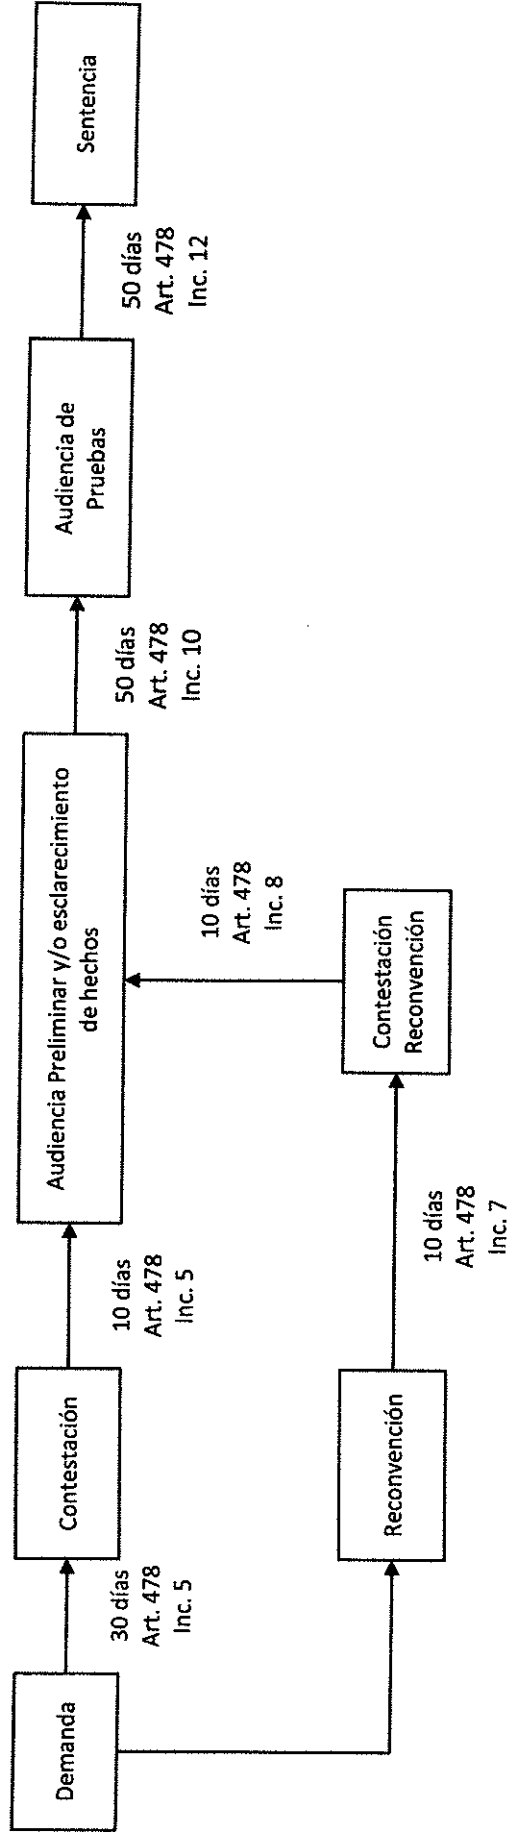 Demanda
30 días
Art. 478
Inc. 5
Contestación
10 días
Art. 478
Inc. 5
Audiencia Preliminar y/o esclarecimiento
de hechos
50 días
Art. 478
Inc. 10
Audiencia de
Pruebas
50 días
Art. 478
Inc. 12
Sentencia
Reconvención
10 días
Art. 478
Inc. 7
Contestación
Reconvención
10 días
Art. 478
Inc. 8